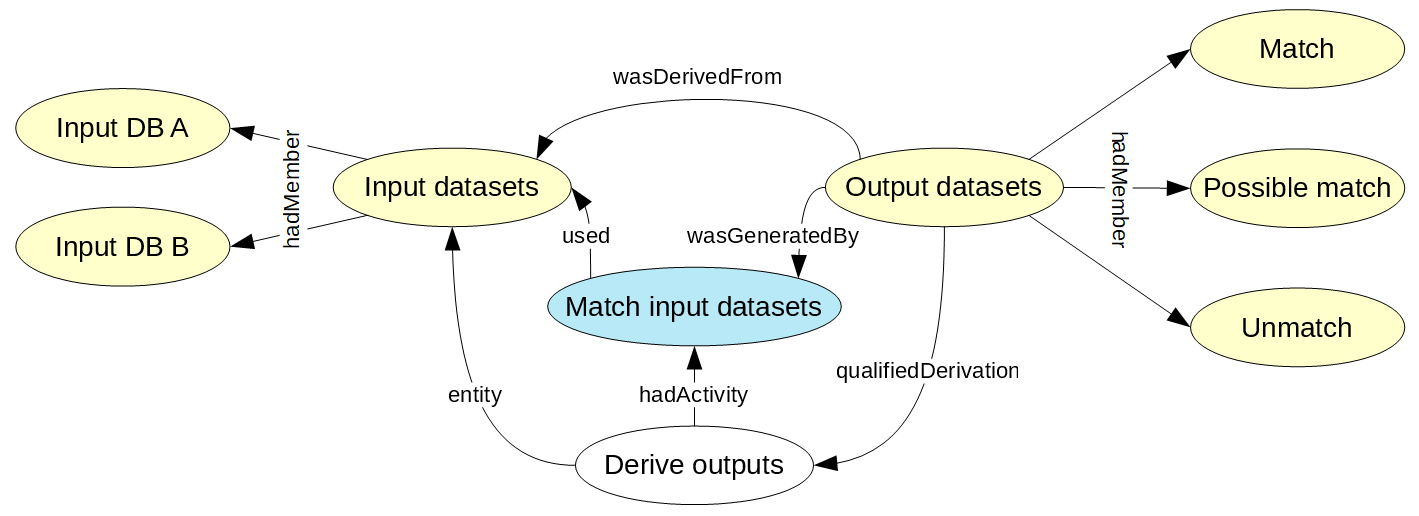 Match
wasDerivedFrom
Input DB A
hadMember
Input datasets
Output datasets
hadMember
Possible match
Input DB B
used
wasGeneratedBy
Match input datasets
Unmatch
qualifiedDerivation
entity
hadActivity
Derive outputs